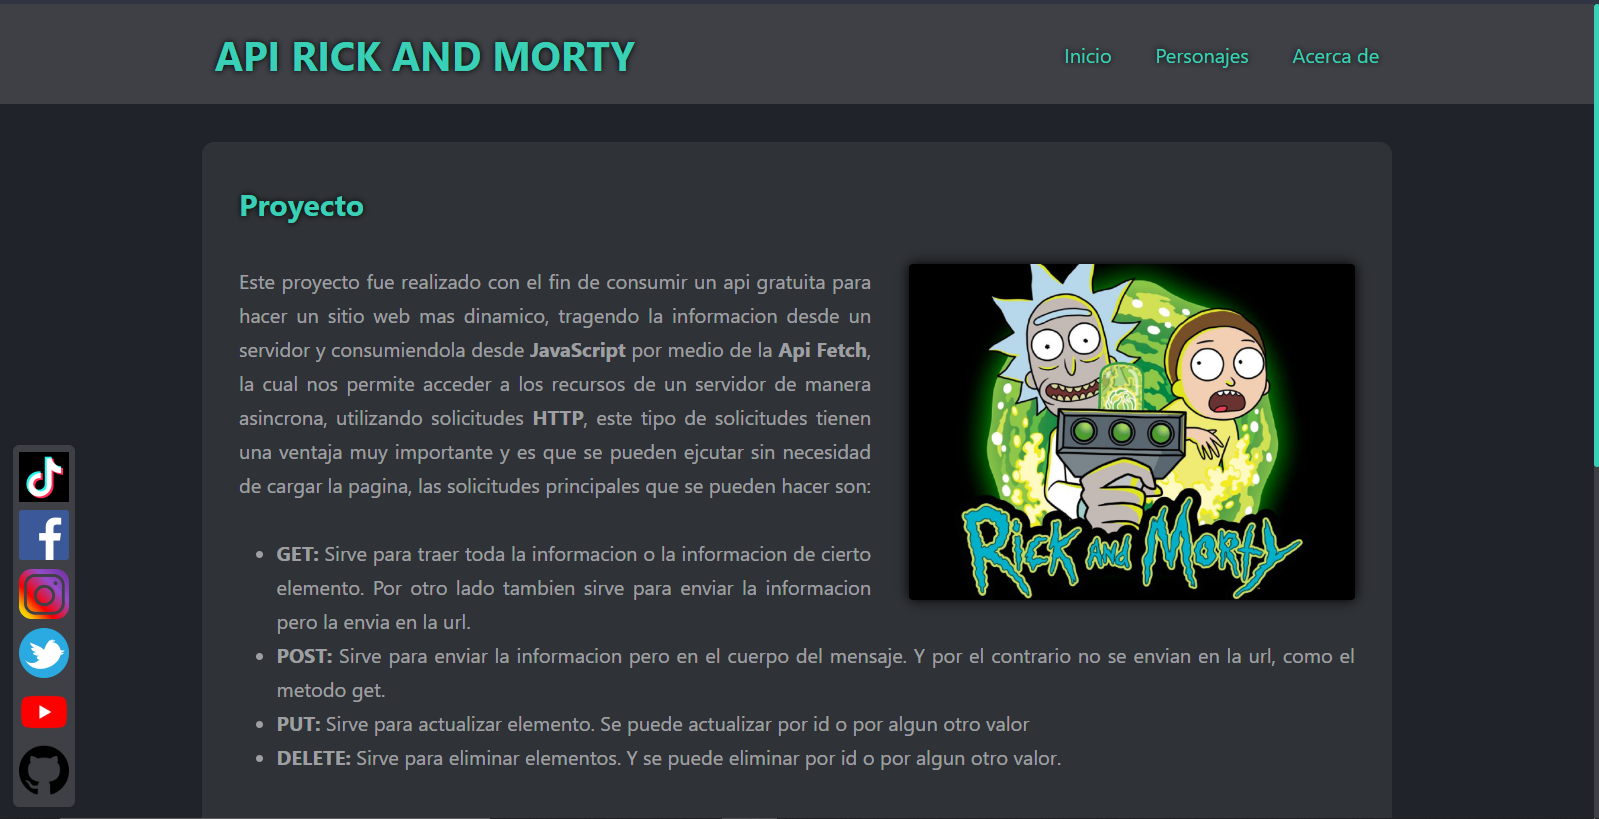 API RICK AND MORTY
Inicio Personajes Acerca de
Proyecto
Este proyecto fue realizado con el fin de consumir un api gratuita para
hacer un sitio web mas dinamico, tragendo la informacion desde un
servidor y consumiendola desde JavaScript por medio de la Api Fetch,
la cual nos permite acceder a los recursos de un servidor de manera
asincrona, utilizando solicitudes HTTP, este tipo de solicitudes tienen
una ventaja muy importante y es que se pueden ejcutar sin necesidad
de cargar la pagina, las solicitudes principales que se pueden hacer son:
RICK AND MORTY
• GET: Sirve para traer toda la informacion o la informacion de cierto
elemento. Por otro lado tambien sirve para enviar la informacion
pero la envia en la url.
• POST: Sirve para enviar la informacion pero en el cuerpo del mensaje. Y por el contrario no se envian en la url, como el
metodo get.
• PUT: Sirve para actualizar elemento. Se puede actualizar por id o por algun otro valor
• DELETE: Sirve para eliminar elementos. Y se puede eliminar por id o por algun otro valor.